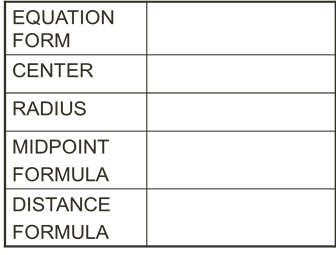 EQUATION
FORM
CENTER
RADIUS
MIDPOINT
FORMULA
DISTANCE
FORMULA